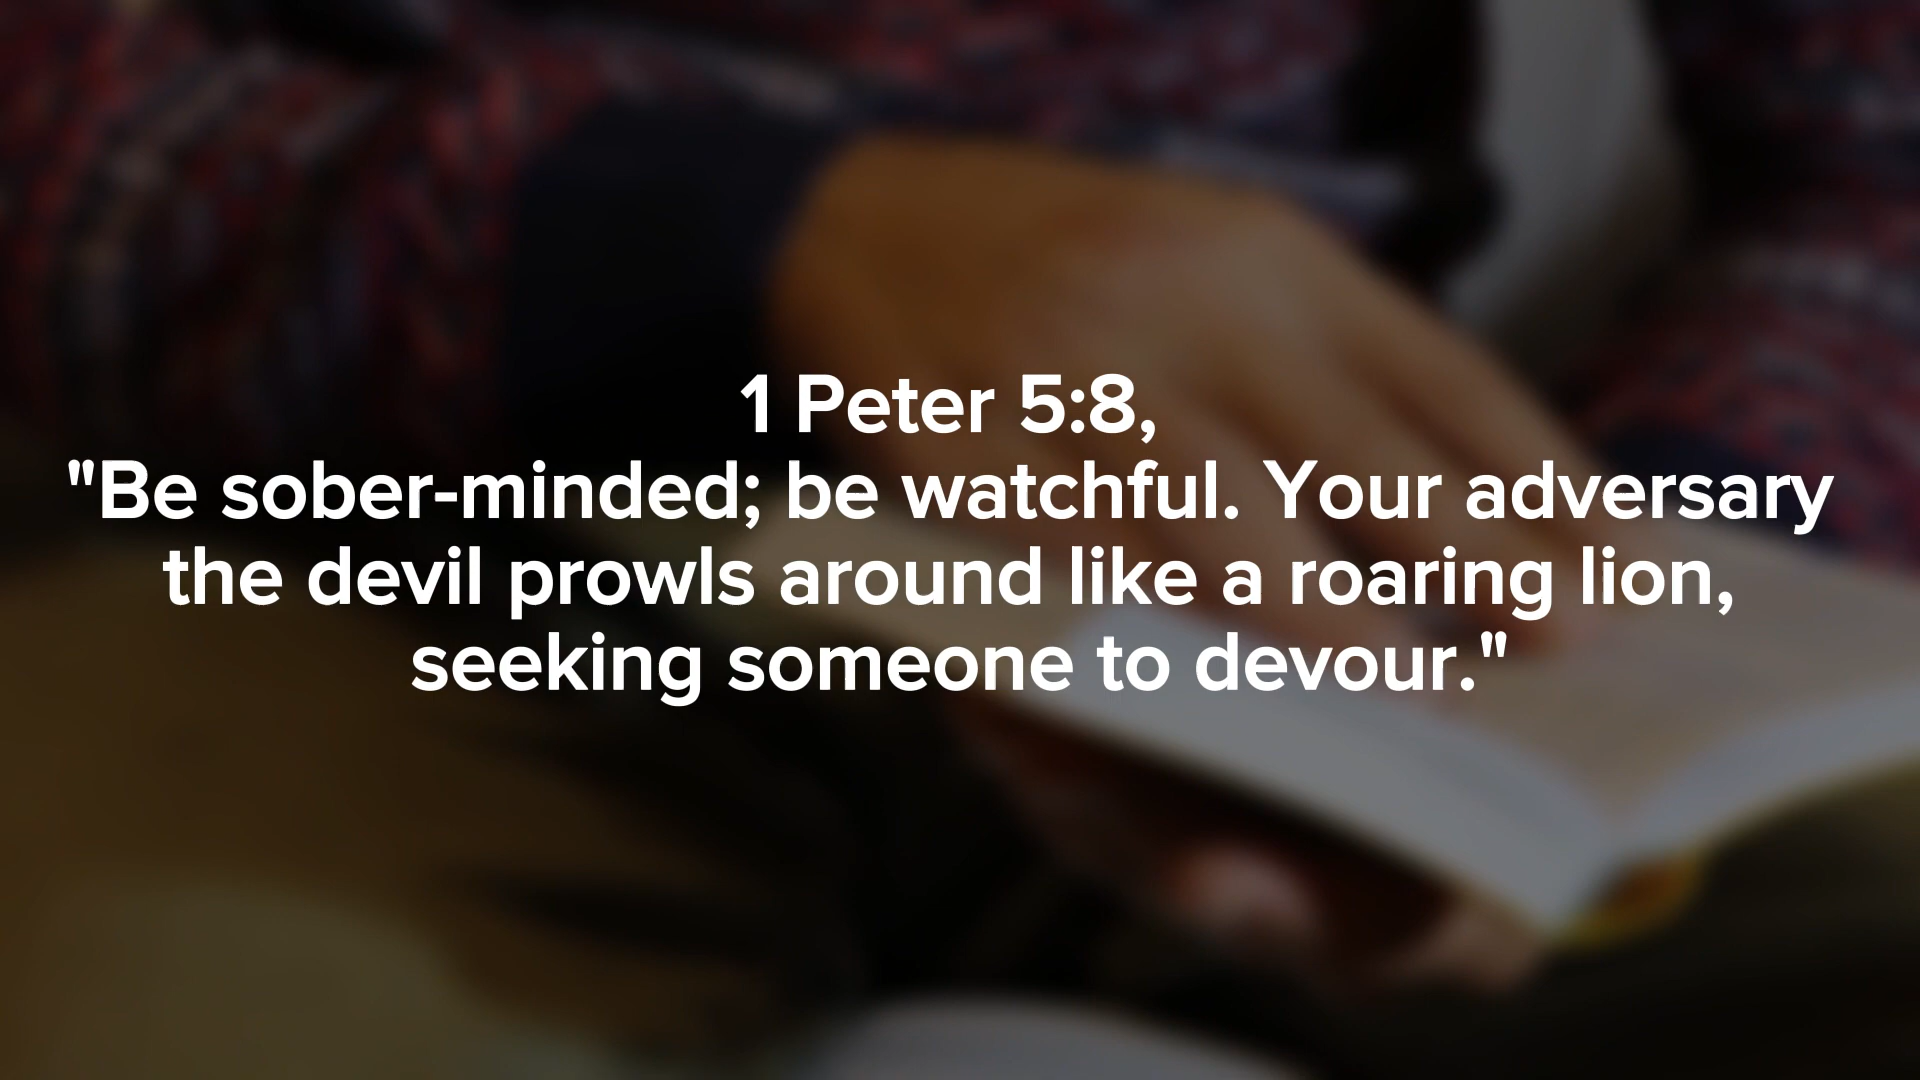 1 Peter 5:8,
"Be sober-minded; be watchful. Your adversary
the devil prowls around like a roaring lion,
seeking someone to devour."